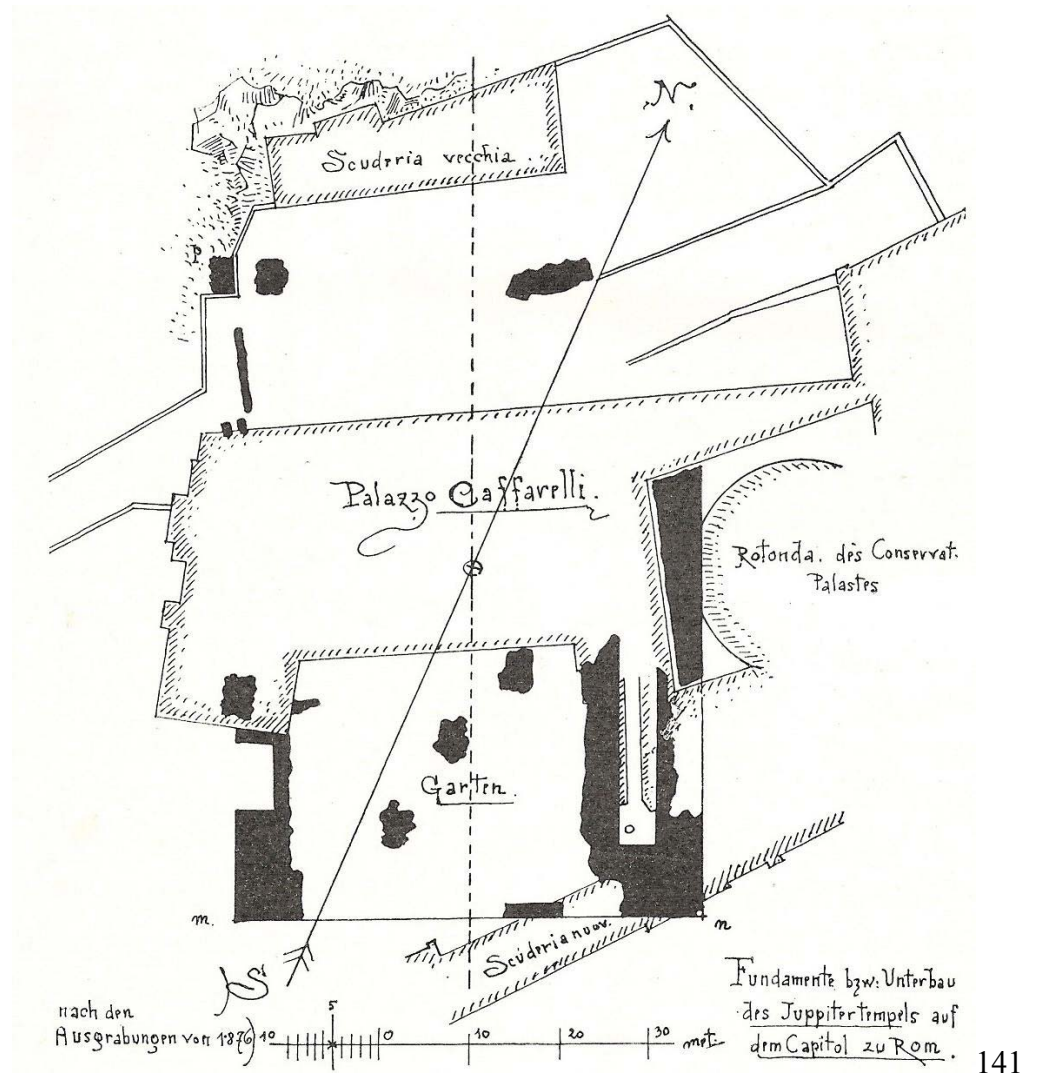 N.
Scuderia vecchia.
P.
Palazzo Caffarelli.
Rotonda. des Conservat.
Palastes
Garten.
m.
n
Scuderia nuov.
S
Fundamente bzw: Unterbau
des Juppitertempels auf
dem Capitol zu Rom.
nach den
Ausgrabungen von 1876)
10 5 0 10 20 30 met:
141